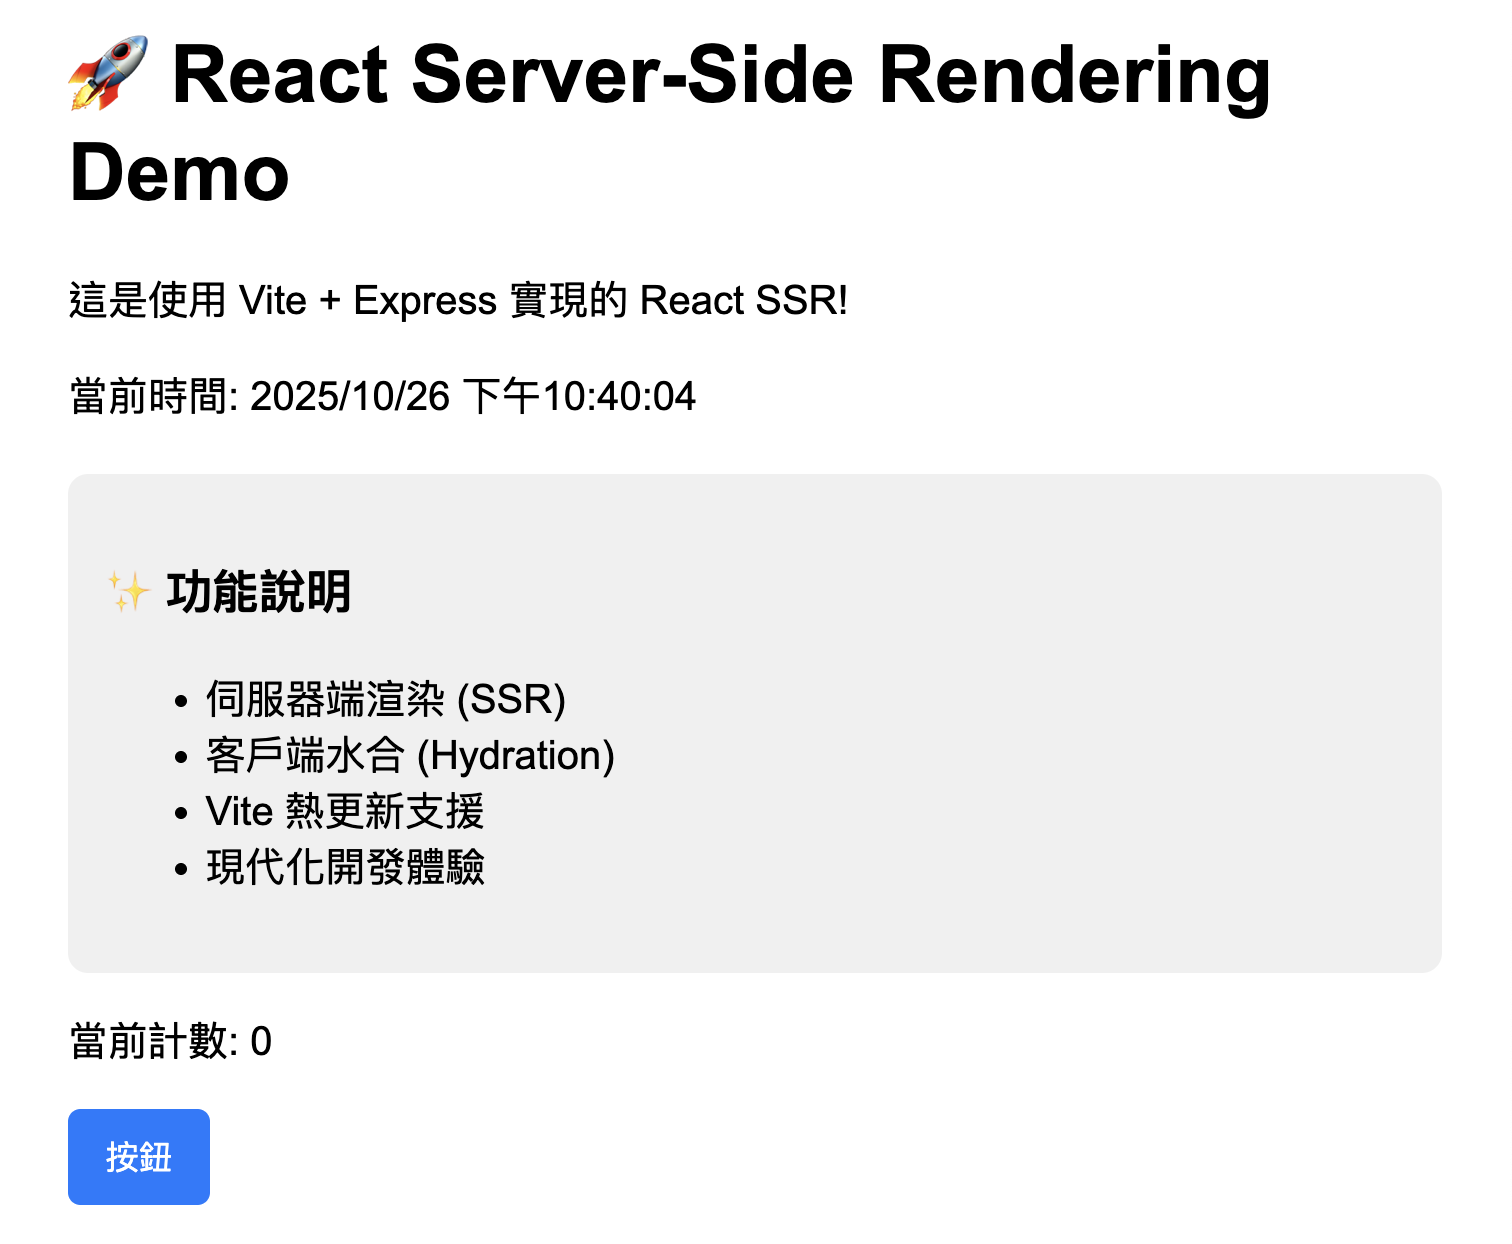 🚀 React Server-Side Rendering
Demo
這是使用 Vite + Express 實現的 React SSR!
當前時間: 2025/10/26 下午10:40:04
✨ 功能說明
• 伺服器端渲染 (SSR)
• 客戶端水合 (Hydration)
• Vite 熱更新支援
• 現代化開發體驗
當前計數: 0
按鈕